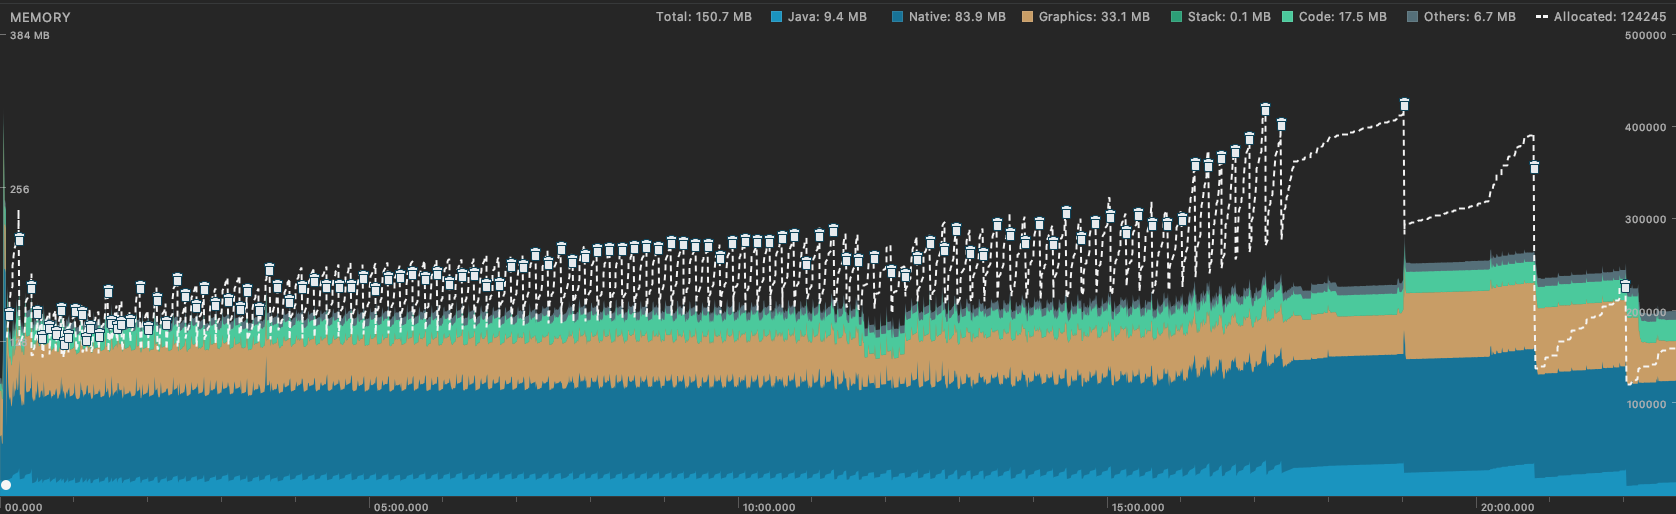 MEMORY Total: 150.7 MB Java: 9.4 MB Native: 83.9 MB Graphics: 33.1 MB Stack: 0.1 MB Code: 17.5 MB Others: 6.7 MB Allocated: 124245
384 MB 500000
400000
256
300000
200000
100000
00.000 05:00.000 10:00.000 15:00.000 20:00.000